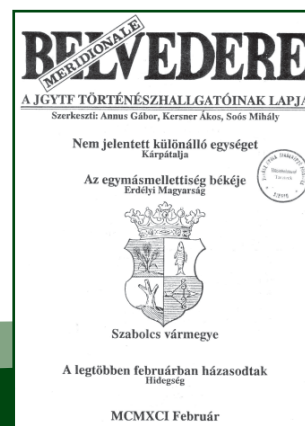 BELVEDERE
MERIDIONALE
A JGYTF TÖRTÉNÉSZHALLGATÓINAK LAPJA
Szerkeszti: Annus Gábor, Kersner Ákos, Soós Mihály
Nem jelentett különálló egységet
Kárpátalja
Az egymásmellettiség békéje
Erdélyi Magyarság
Szabolcs vármegye
A legtöbben februárban házasodtak
Hidegség
MCMXCI Február